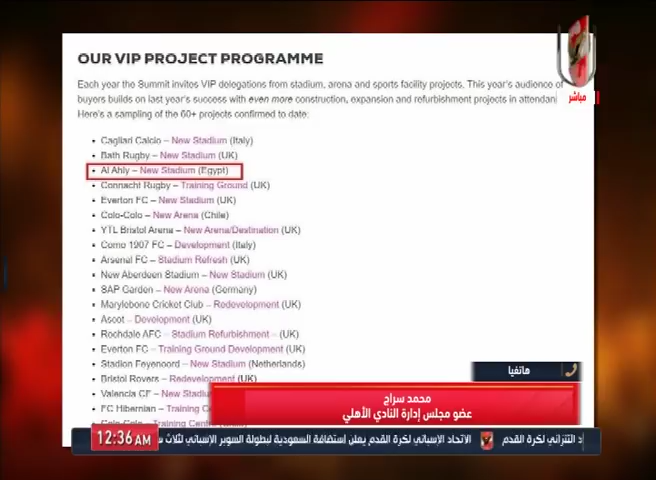 OUR VIP PROJECT PROGRAMME
Each year the Summit invites VIP delegations from stadium, arena and sports facility projects. This year's audience of
buyers builds on last year's success with even more construction, expansion and refurbishment projects in
Here's a sampling of the 60+ projects confirmed to date:
مباشر
• Cagliari Calcio – New Stadium (Italy)
• Bath Rugby – New Stadium (UK)
• Al Ahly – New Stadium (Egypt)
• Connacht Rugby – Training Ground (UK)
• Everton FC – New Stadium (UK)
• Colo-Colo – New Arena (Chile)
• YTL Bristol Arena – New Arena/Destination (UK)
• Como 1907 FC – Development (Italy)
• Arsenal FC – Stadium Refresh (UK)
• New Aberdeen Stadium – New Stadium (UK)
• SAP Garden – New Arena (Germany)
• Marylebone Cricket Club – Redevelopment (UK)
• Ascot – Development (UK)
• Rochdale AFC – Stadium Refurbishment – (UK)
• Everton FC – Training Ground Development (UK)
• Stadion Feyenoord – New Stadium (Netherlands)
• Bristol Rovers – Redevelopment (UK)
• Valencia CF – New
• FC Hibernian – Training
هاتفيا
محمد سراج
عضو مجلس إدارة النادي الأهلي
12:36 AM
التنزاني لكرة القدم
الاتحاد الإسباني لكرة القدم يعلن إستضافة السعودية لبطولة السوبر الإسباني لثلاث